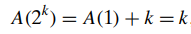 A(2^k) = A(1) + k = k.